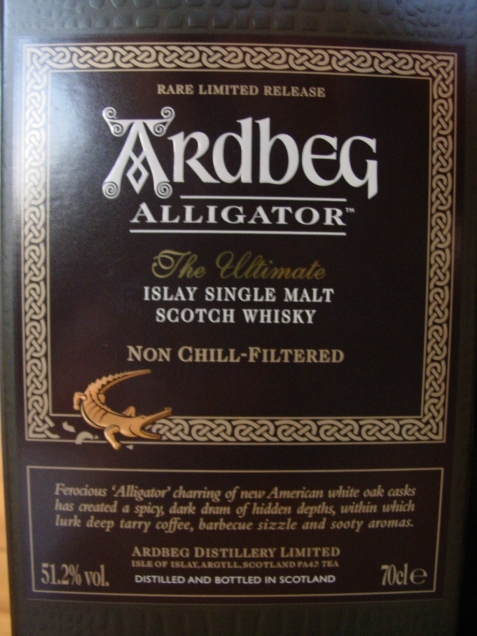 RARE LIMITED RELEASE
ARDBEG
ALLIGATOR™
The Ultimate
ISLAY SINGLE MALT
SCOTCH WHISKY
NON CHILL-FILTERED
Ferocious 'Alligator' charring of new American white oak casks
has created a spicy, dark dram of hidden depths, within which
lurk deep tarry coffee, barbecue sizzle and sooty aromas.
ARDBEG DISTILLERY LIMITED
ISLE OF ISLAY, ARGYLL, SCOTLAND PA42 7EA
51.2% vol. DISTILLED AND BOTTLED IN SCOTLAND 70cl ℮